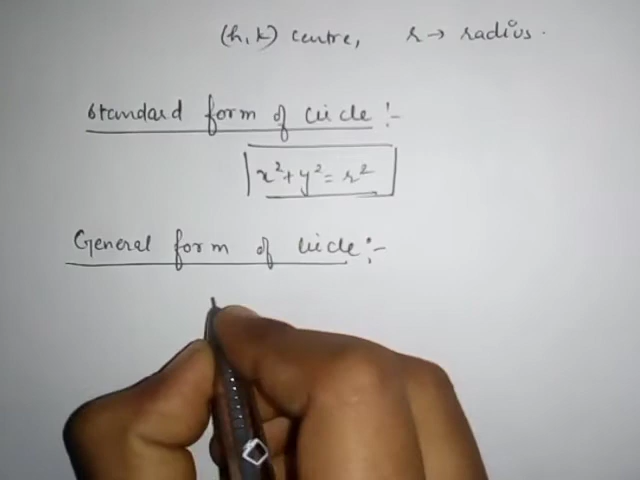 (h,k) centre, r→ radius.
Standard form of circle :-
x²+y²= r²
General form of circle :-